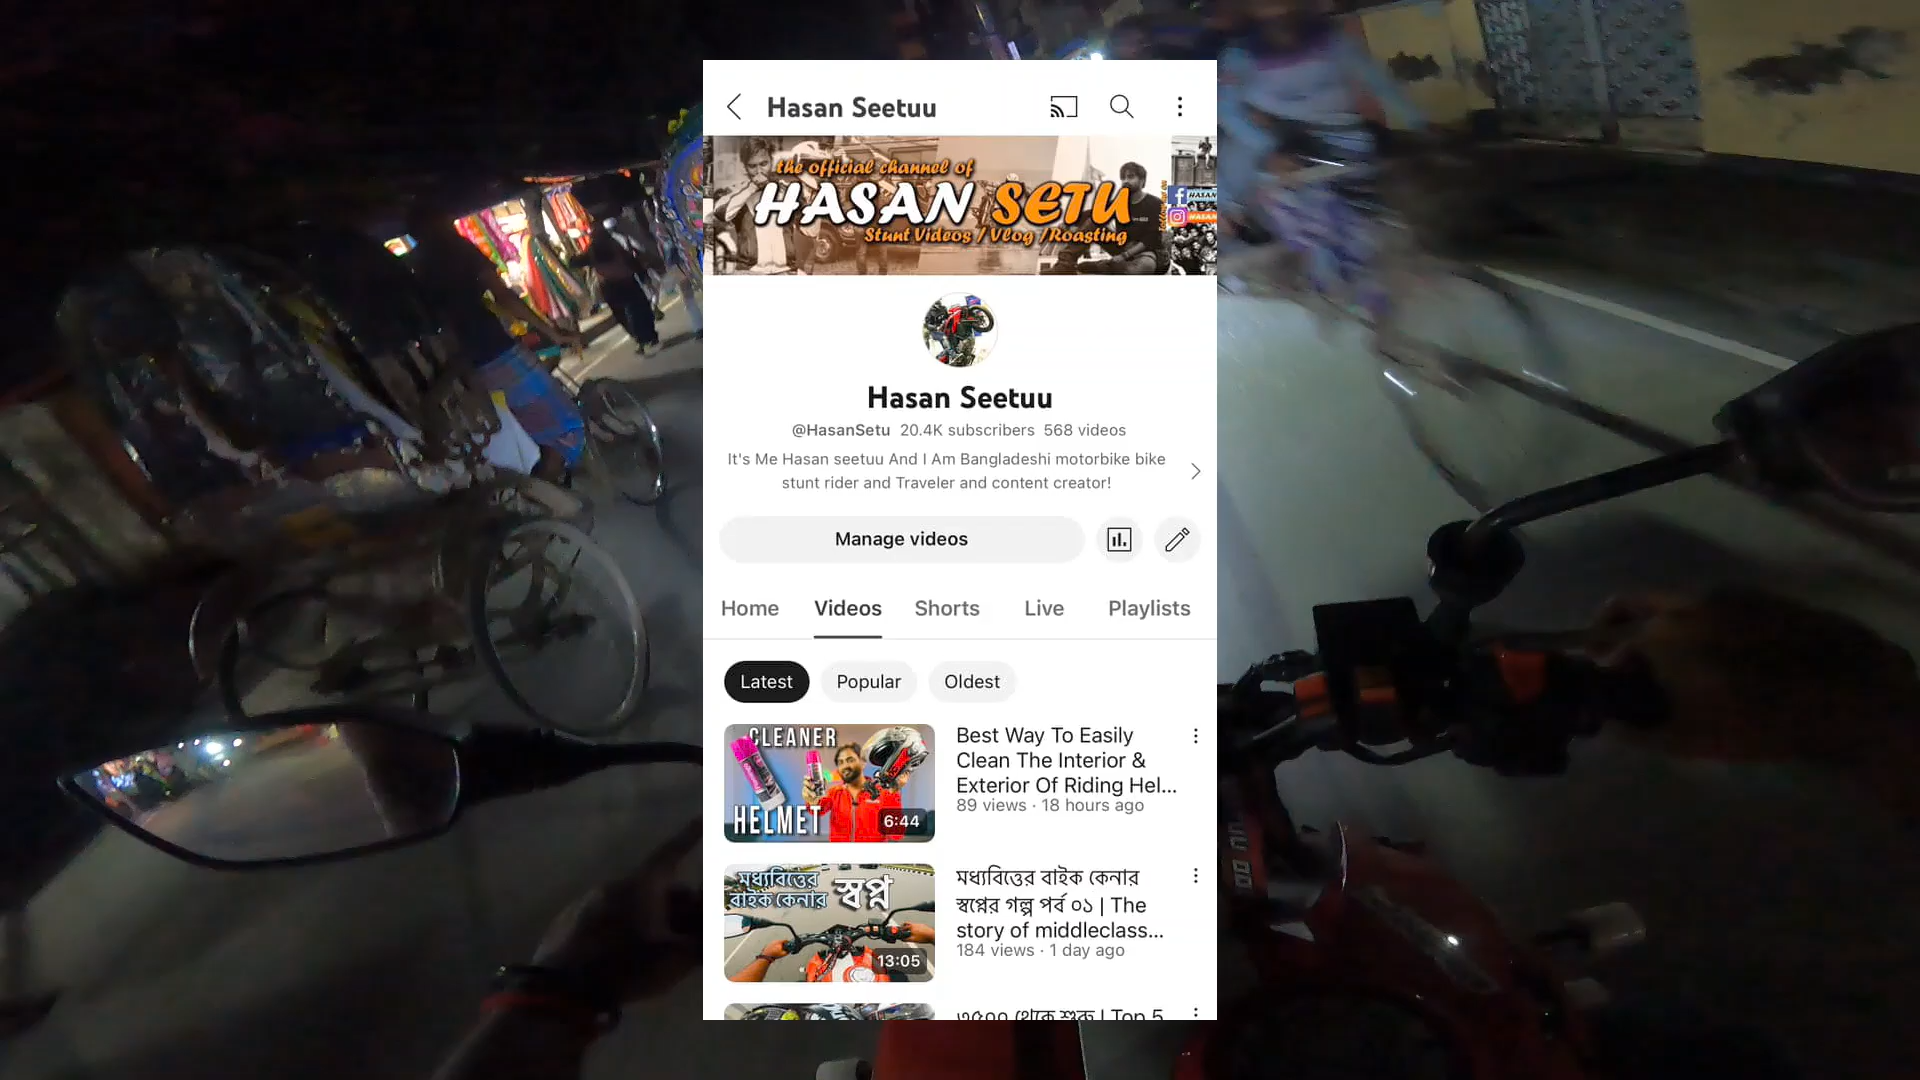 Hasan Seetuu
the official channel of
HASAN SETU
Stunt Videos / Vlog /Roasting
Hasan Seetuu
@HasanSetu 20.4K subscribers 568 videos
It's Me Hasan seetuu And I Am Bangladeshi motorbike bike
stunt rider and Traveler and content creator!
Manage videos
Home Videos Shorts Live Playlists
Latest Popular Oldest
CLEANER
HELMET
6:44
Best Way To Easily
Clean The Interior &
Exterior Of Riding Hel...
89 views · 18 hours ago
মধ্যবিত্তের
বাইক কেনার
স্বপ্ন
13:05
মধ্যবিত্তের বাইক কেনার
স্বপ্নের গল্প পর্ব ০১ | The
story of middleclass...
184 views · 1 day ago
৩৫০০ থেকে শুরু | Top 5